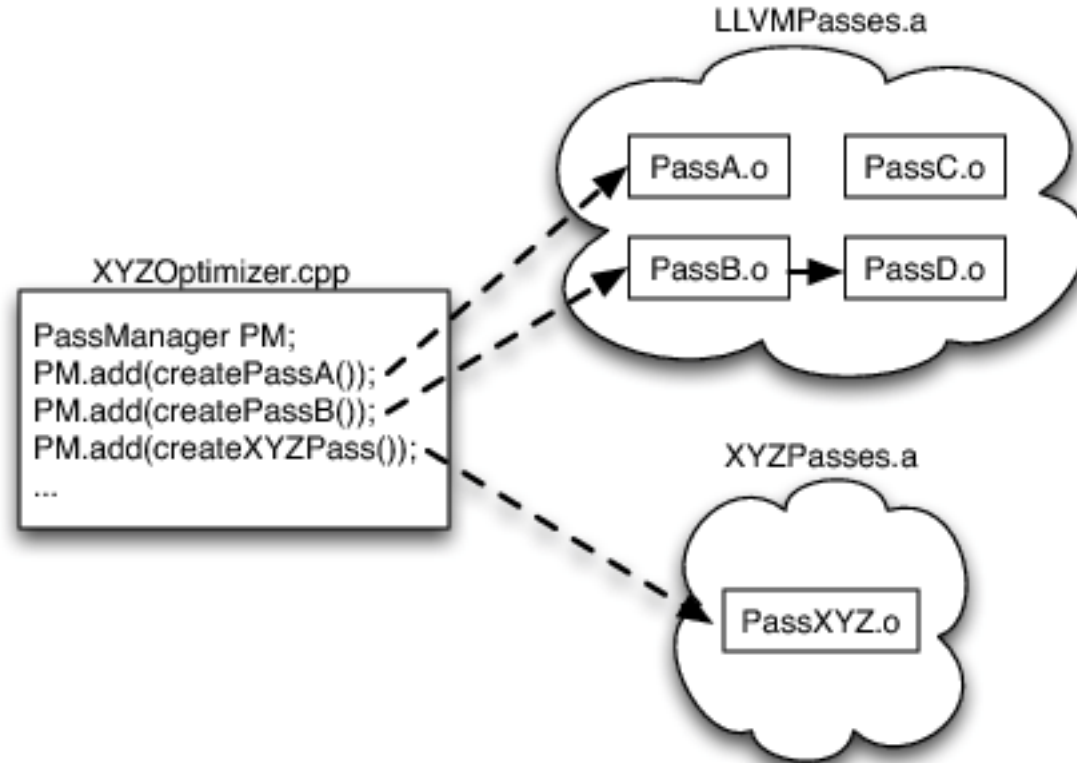 LLVMPasses.a
PassA.o
PassC.o
PassB.o
PassD.o
XYZOptimizer.cpp
PassManager PM;
PM.add(createPassA());
PM.add(createPassB());
PM.add(createXYZPass());
...
XYZPasses.a
PassXYZ.o